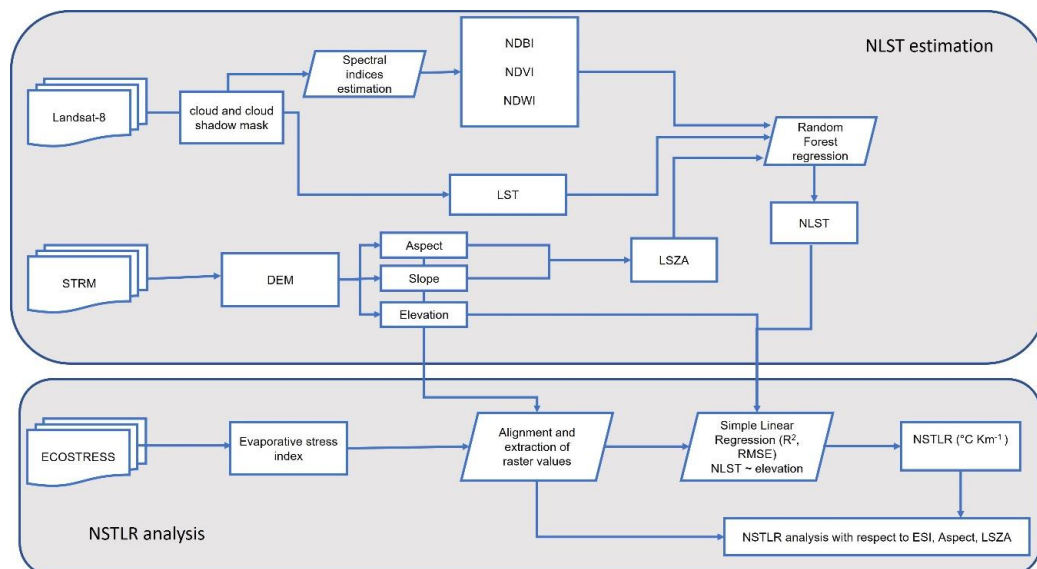 NLST estimation
Landsat-8
cloud and cloud
shadow mask
Spectral
indices
estimation
NDBI
NDVI
NDWI
Random
Forest
regression
LST
NLST
STRM
DEM
Aspect
Slope
Elevation
LSZA
ECOSTRESS
Evaporative stress
index
Alignment and
extraction of
raster values
Simple Linear
Regression (R²,
RMSE)
NLST ~ elevation
NSTLR (°C Km⁻¹)
NSTLR analysis with respect to ESI, Aspect, LSZA
NSTLR analysis